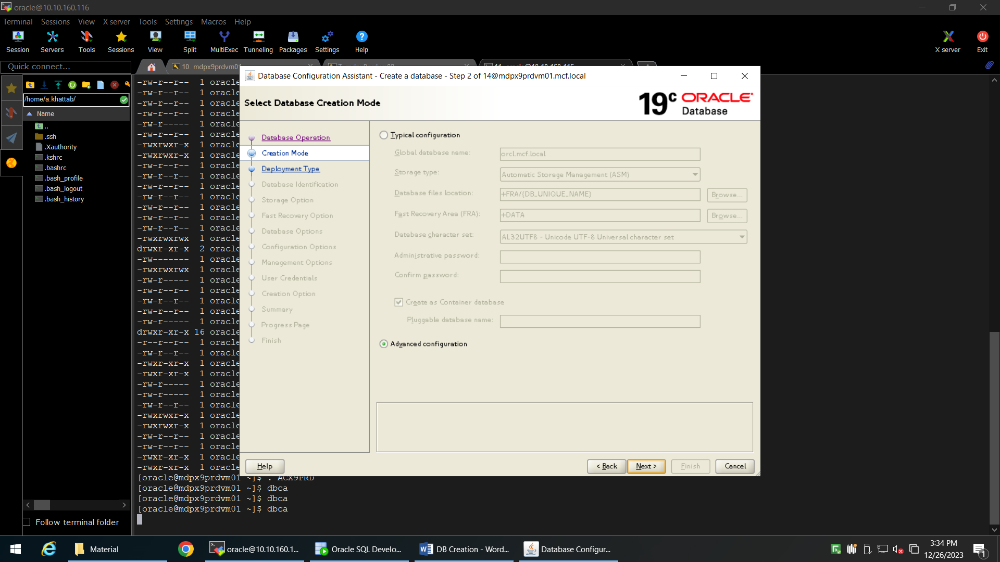 oracle@10.10.160.116
Terminal Sessions View X server Tools Settings Macros Help
Session Servers Tools Sessions View Split MultiExec Tunneling Packages Settings Help X server Exit
Quick connect...
10. mdpx9prdvm01
/home/a.khattab/
Name
..
.ssh
.Xauthority
.kshrc
.bashrc
.bash_profile
.bash_logout
.bash_history
Follow terminal folder
-rw-r--r-- 1 oracle
-rw-r--r-- 1 oracle
-rw-r--r-- 1 oracle
-rw-r--r-- 1 oracle
-rw-r----- 1 oracle
-rw-r--r-- 1 oracle
-rwxrwxr-x 1 oracle
-rwxrwxr-x 1 oracle
-rw-r--r-- 1 oracle
-rw-r--r-- 1 oracle
-rw-r--r-- 1 oracle
-rw-r--r-- 1 oracle
-rw-r--r-- 1 oracle
-rw-r--r-- 1 oracle
-rw-r--r-- 1 oracle
-rwxrwxrwx 1 oracle
drwxr-xr-x 2 oracle
-rw------- 1 oracle
-rwxrwxrwx 1 oracle
-rw-r----- 1 oracle
-rw-r--r-- 1 oracle
-rw-r--r-- 1 oracle
-rw-r--r-- 1 oracle
-rw-r----- 1 oracle
drwxr-xr-x 16 oracle
-r--r--r-- 1 oracle
-rw-r--r-- 1 oracle
-rwxr-xr-x 1 oracle
-rwxr-xr-x 1 oracle
-rw-r----- 1 oracle
-rw-r----- 1 oracle
-rw-r--r-- 1 oracle
-rwxrwxr-x 1 oracle
-rwxrwxr-x 1 oracle
-rw-r--r-- 1 oracle
-rw-r--r-- 1 oracle
-rwxr-xr-x 1 oracle
-rwxr-xr-x 1 oracle
[oracle@mdpx9prdvm01 ~]$ . ACX9PRD
[oracle@mdpx9prdvm01 ~]$ dbca
[oracle@mdpx9prdvm01 ~]$ dbca
[oracle@mdpx9prdvm01 ~]$ dbca
Database Configuration Assistant - Create a database - Step 2 of 14@mdpx9prdvm01.mcf.local
Select Database Creation Mode
19c ORACLE Database
Database Operation
Creation Mode
Deployment Type
Database Identification
Storage Option
Fast Recovery Option
Database Options
Configuration Options
Management Options
User Credentials
Creation Option
Summary
Progress Page
Finish
Typical configuration
Global database name: orcl.mcf.local
Storage type: Automatic Storage Management (ASM)
Database files location: +FRA/{DB_UNIQUE_NAME} Browse...
Fast Recovery Area (FRA): +DATA Browse...
Database character set: AL32UTF8 - Unicode UTF-8 Universal character set
Administrative password:
Confirm password:
Create as Container database
Pluggable database name:
Advanced configuration
Help < Back Next > Finish Cancel
Material oracle@10.10.160.1... Oracle SQL Develo... DB Creation - Word... Database Configur...
3:34 PM
12/26/2023
1